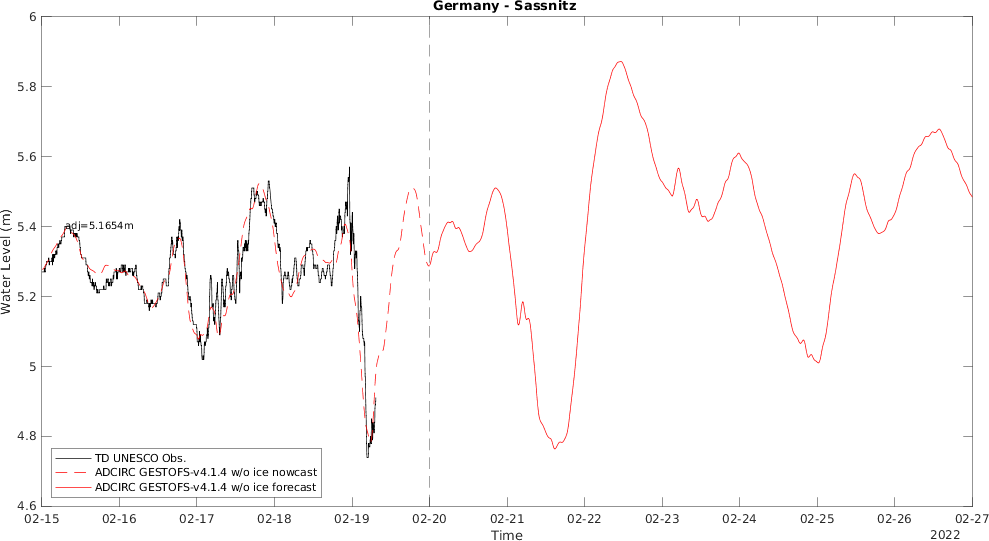 Germany - Sassnitz
Water Level (m)
6
5.8
5.6
5.4
5.2
5
4.8
4.6
adj=5.1654m
TD UNESCO Obs.
ADCIRC GESTOFS-v4.1.4 w/o ice nowcast
ADCIRC GESTOFS-v4.1.4 w/o ice forecast
02-15 02-16 02-17 02-18 02-19 02-20 02-21 02-22 02-23 02-24 02-25 02-26 02-27
Time
2022